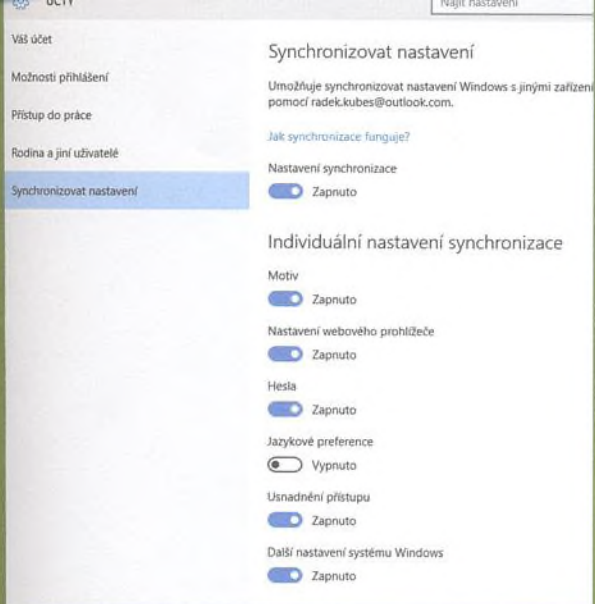 ÚČTY
Najít nastavení
Váš účet
Možnosti přihlášení
Přístup do práce
Rodina a jiní uživatelé
Synchronizovat nastavení
Synchronizovat nastavení
Umožňuje synchronizovat nastavení Windows s jinými zařízení
pomocí radek.kubes@outlook.com.
Jak synchronizace funguje?
Nastavení synchronizace
Zapnuto
Individuální nastavení synchronizace
Motiv
Zapnuto
Nastavení webového prohlížeče
Zapnuto
Hesla
Zapnuto
Jazykové preference
Vypnuto
Usnadnění přístupu
Zapnuto
Další nastavení systému Windows
Zapnuto